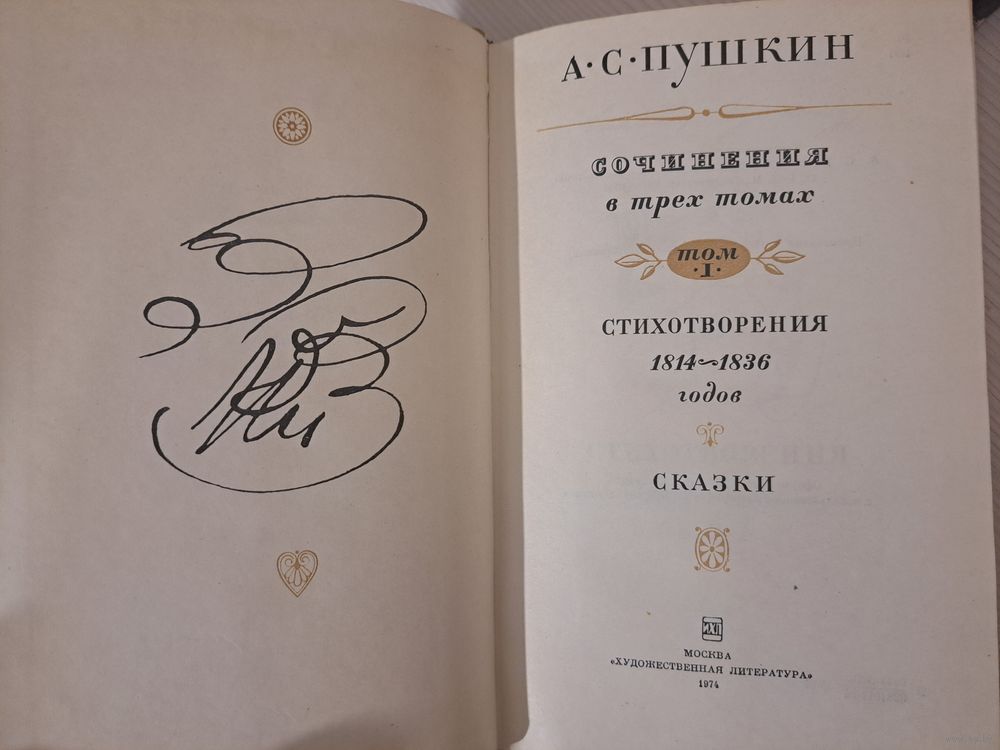 А·С·ПУШКИН
СОЧИНЕНИЯ
в трех томах
том
·I·
СТИХОТВОРЕНИЯ
1814~1836
годов
СКАЗКИ
МОСКВА
«ХУДОЖЕСТВЕННАЯ ЛИТЕРАТУРА»
1974